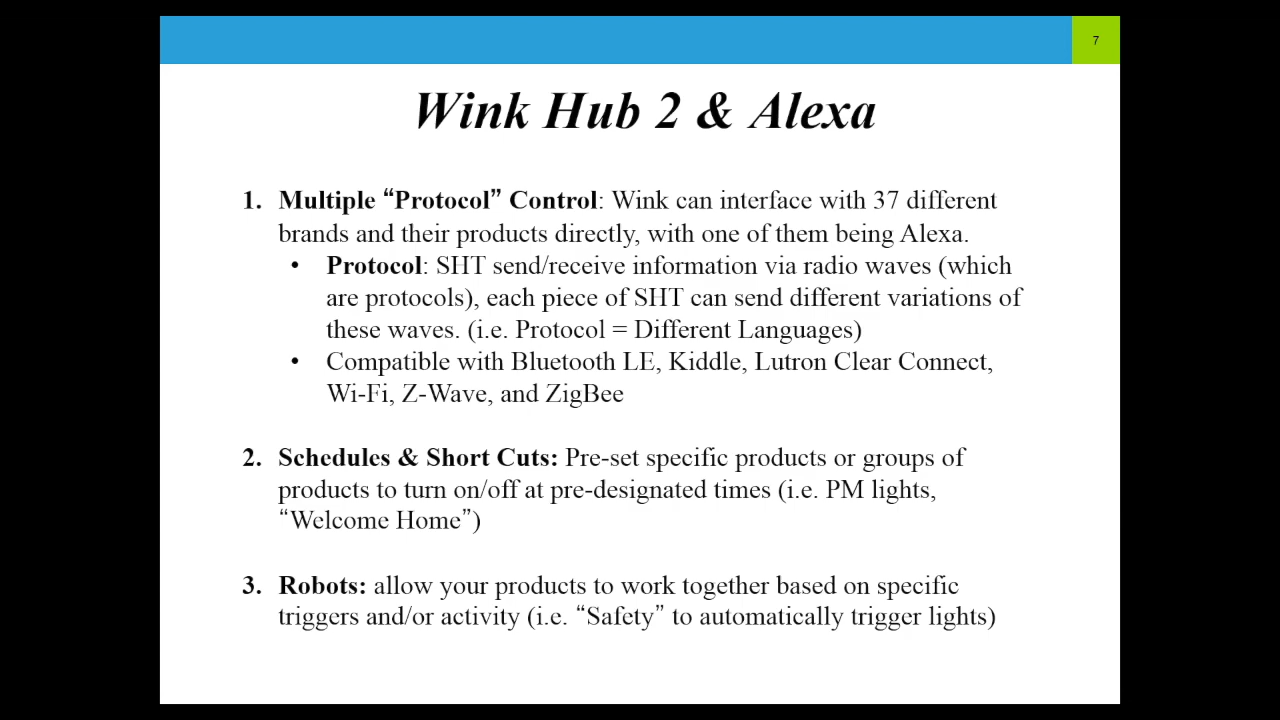 7
Wink Hub 2 & Alexa
1. Multiple “Protocol” Control: Wink can interface with 37 different
brands and their products directly, with one of them being Alexa.
• Protocol: SHT send/receive information via radio waves (which
are protocols), each piece of SHT can send different variations of
these waves. (i.e. Protocol = Different Languages)
• Compatible with Bluetooth LE, Kiddle, Lutron Clear Connect,
Wi-Fi, Z-Wave, and ZigBee
2. Schedules & Short Cuts: Pre-set specific products or groups of
products to turn on/off at pre-designated times (i.e. PM lights,
“Welcome Home”)
3. Robots: allow your products to work together based on specific
triggers and/or activity (i.e. “Safety” to automatically trigger lights)